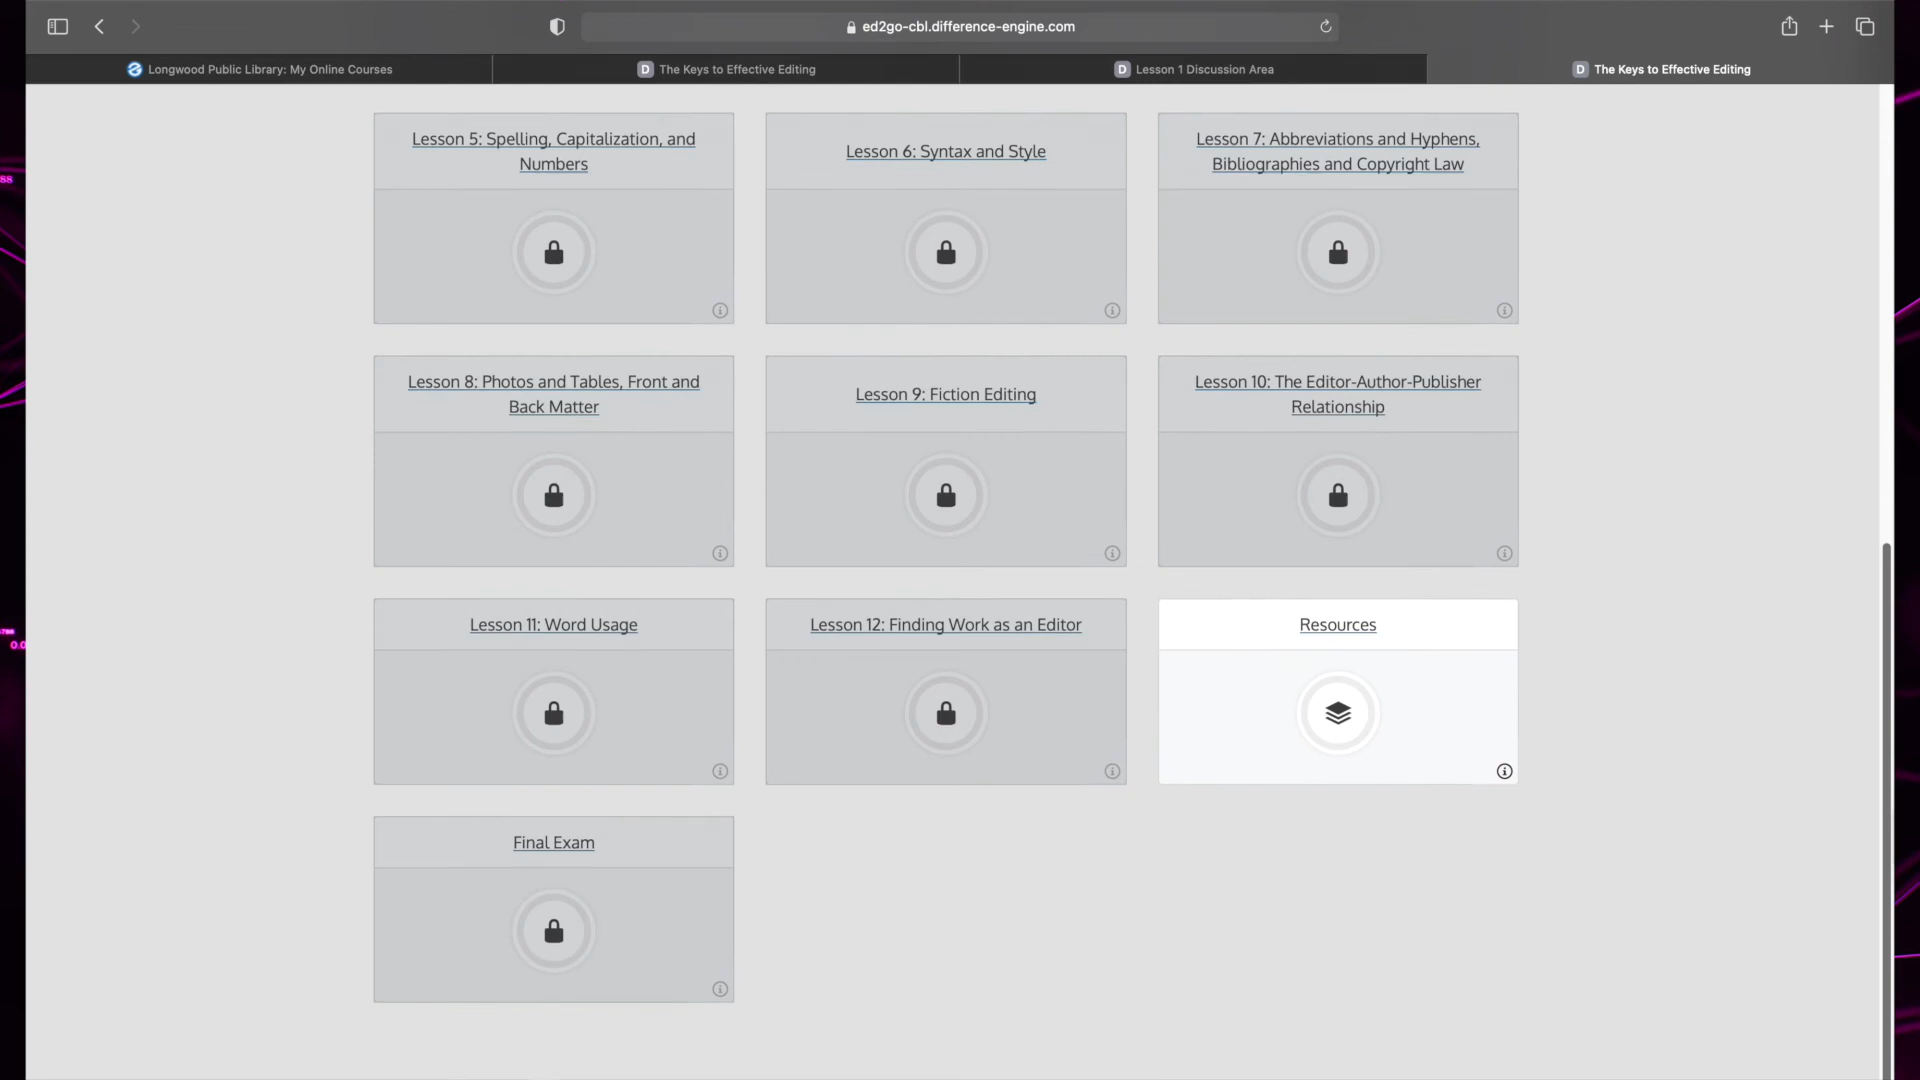 ed2go-cbl.difference-engine.com
Longwood Public Library: My Online Courses
D The Keys to Effective Editing
D Lesson 1 Discussion Area
D The Keys to Effective Editing
Lesson 5: Spelling, Capitalization, and
Numbers
Lesson 6: Syntax and Style
Lesson 7: Abbreviations and Hyphens,
Bibliographies and Copyright Law
Lesson 8: Photos and Tables, Front and
Back Matter
Lesson 9: Fiction Editing
Lesson 10: The Editor-Author-Publisher
Relationship
Lesson 11: Word Usage
Lesson 12: Finding Work as an Editor
Resources
Final Exam